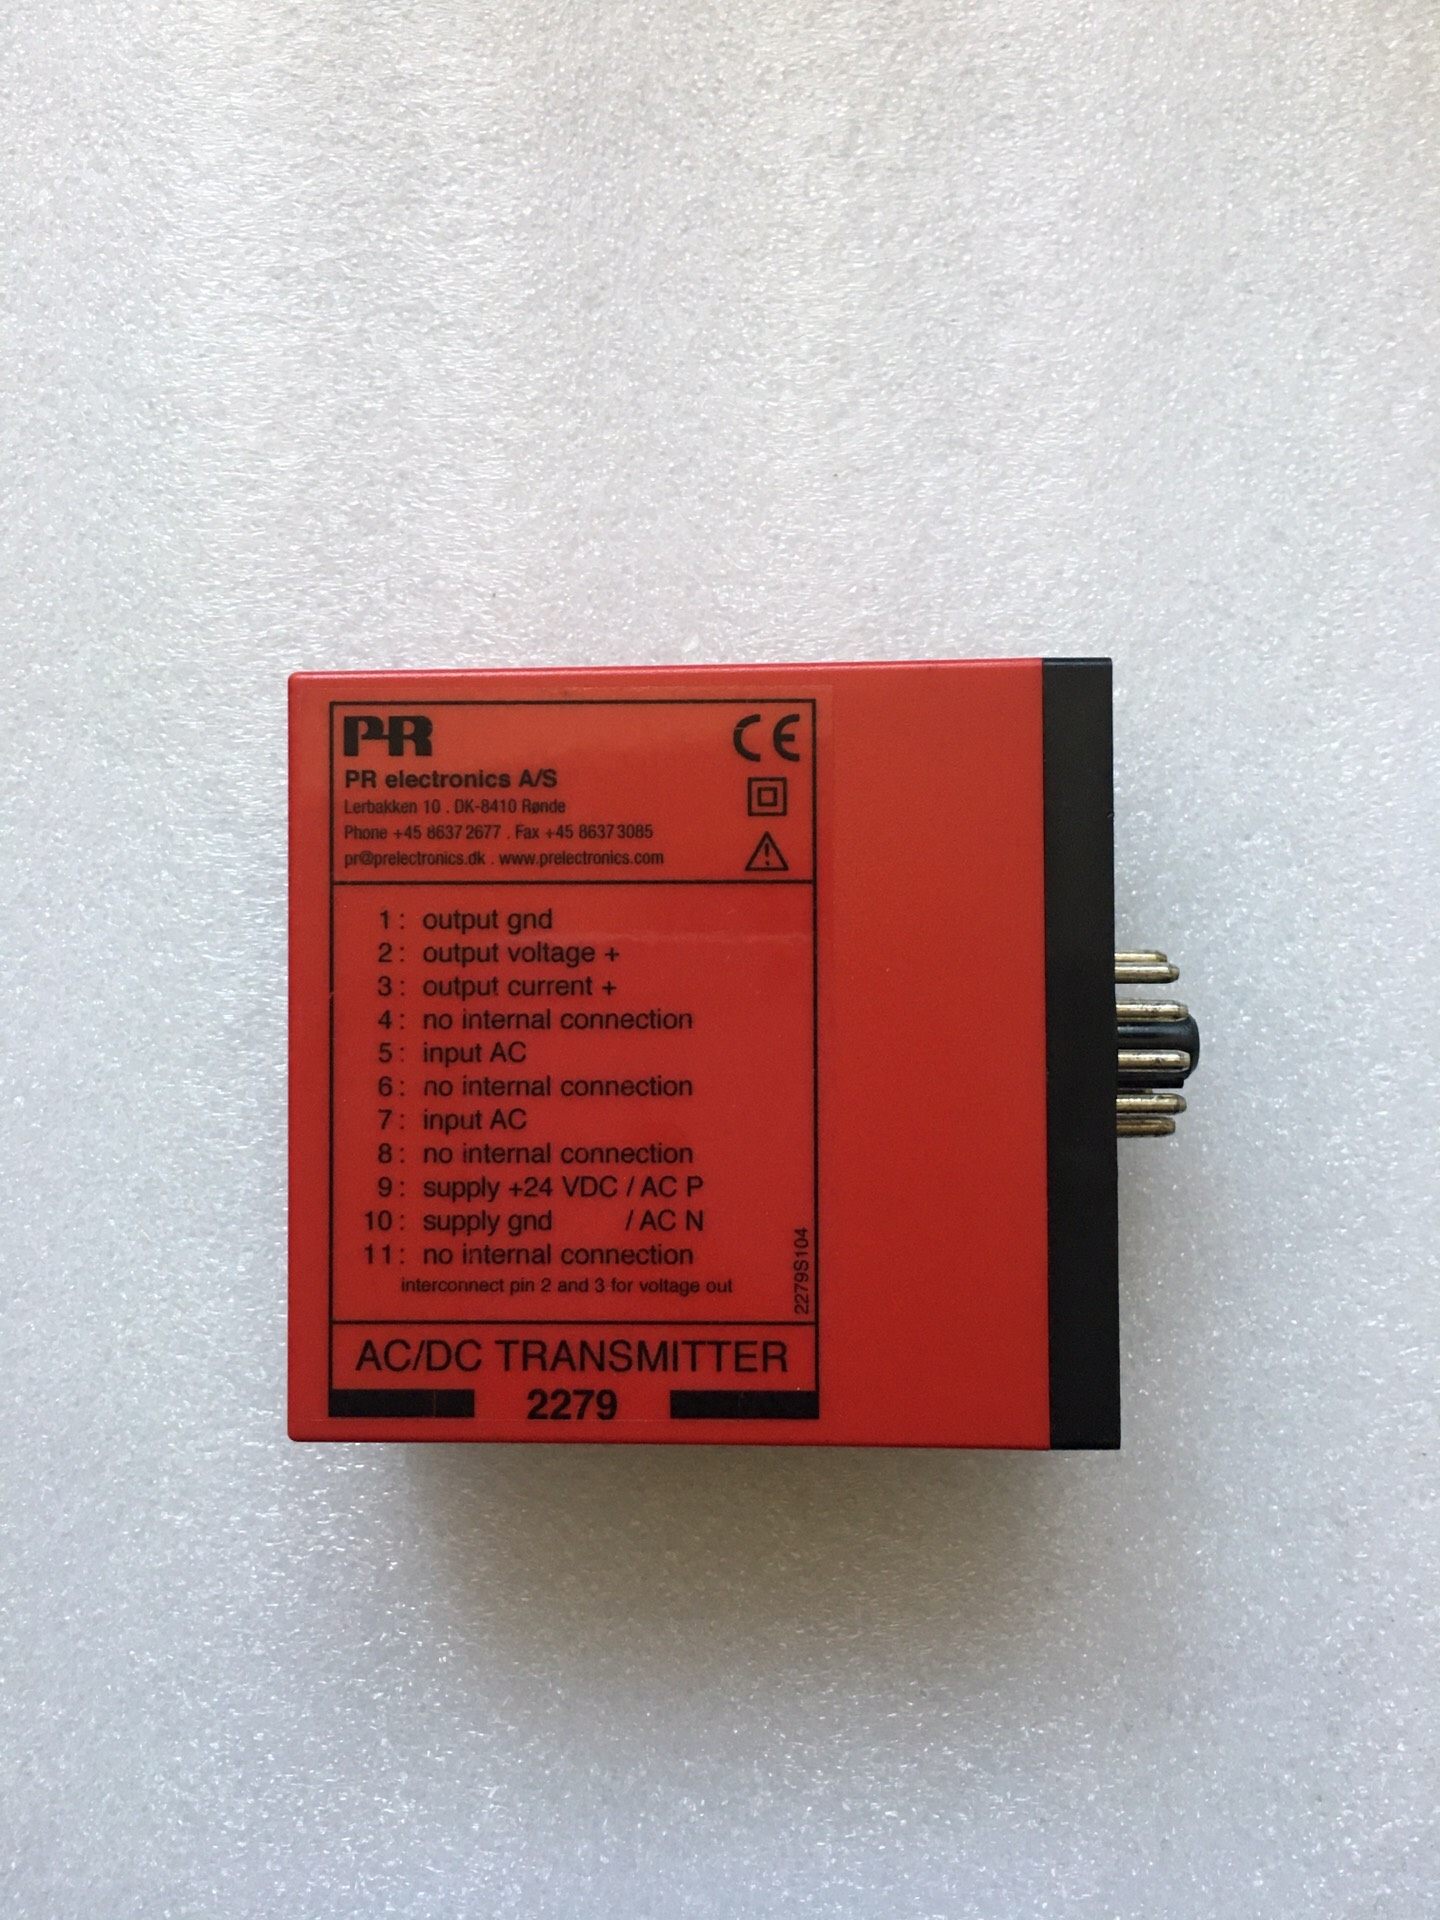 PR
CE
PR electronics A/S
Lerbakken 10 . DK-8410 Rønde
Phone +45 8637 2677 . Fax +45 8637 3085
pr@prelectronics.dk . www.prelectronics.com
1 : output gnd
2 : output voltage +
3 : output current +
4 : no internal connection
5 : input AC
6 : no internal connection
7 : input AC
8 : no internal connection
9 : supply +24 VDC / AC P
10 : supply gnd / AC N
11 : no internal connection
interconnect pin 2 and 3 for voltage out
2279S104
AC/DC TRANSMITTER
2279